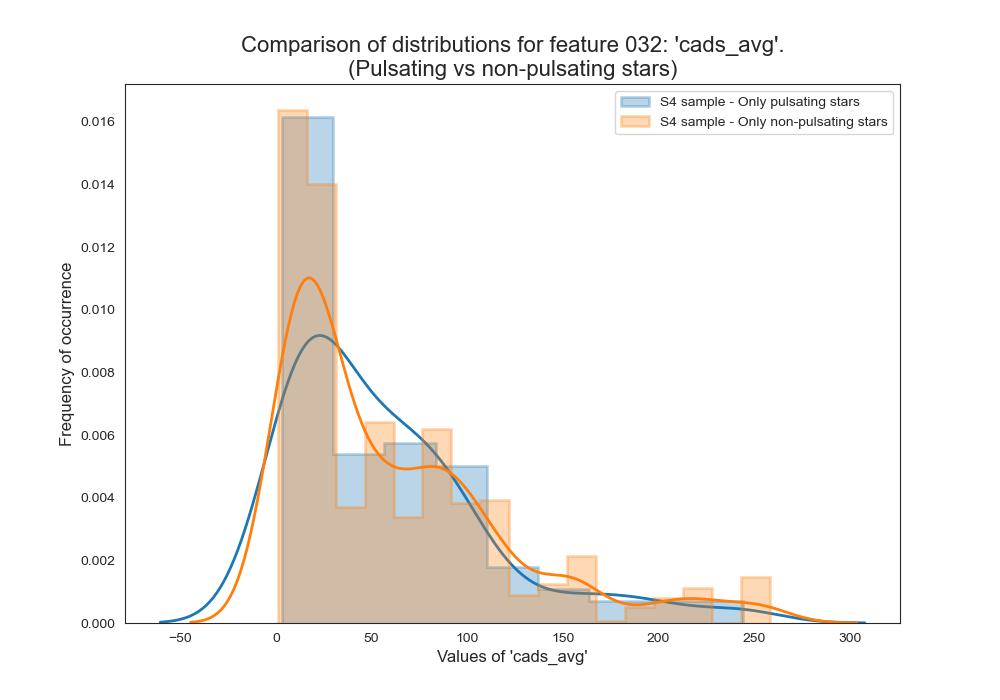 Comparison of distributions for feature 032: 'cads_avg'.
(Pulsating vs non-pulsating stars)
S4 sample - Only pulsating stars
S4 sample - Only non-pulsating stars
Frequency of occurrence
0.016
0.014
0.012
0.010
0.008
0.006
0.004
0.002
0.000
−50
0
50
100
150
200
250
300
Values of 'cads_avg'